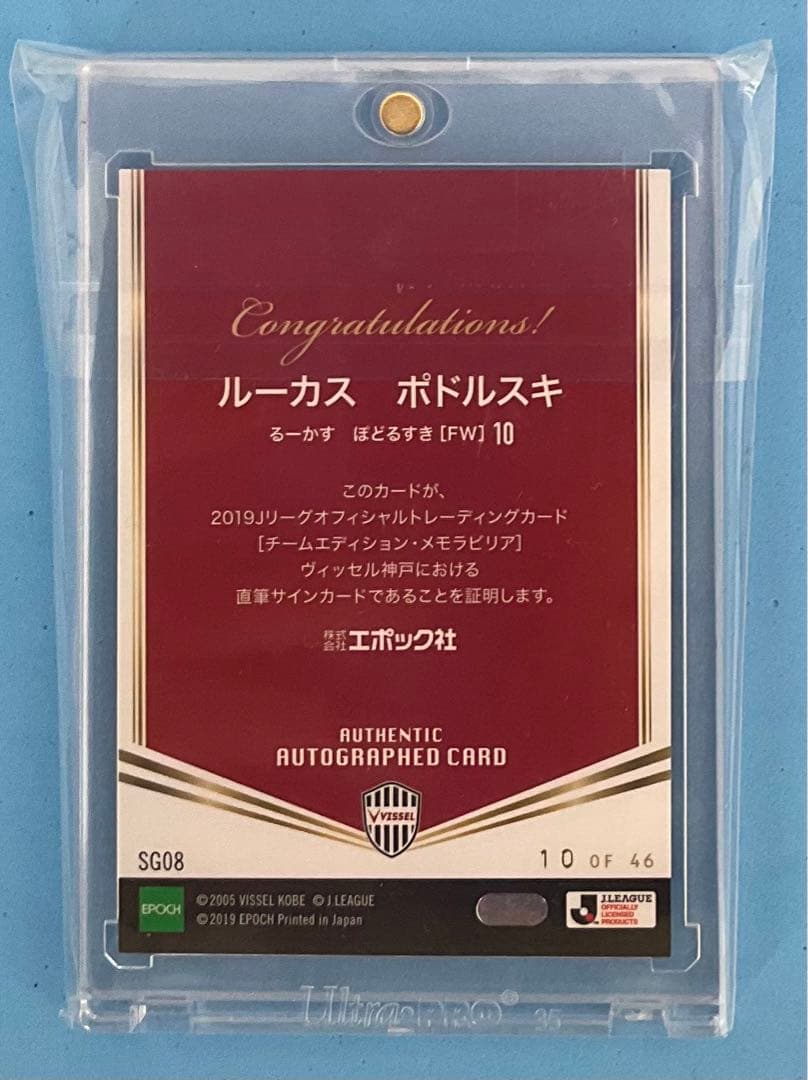 Congratulations!
ルーカス ポドルスキ
るーかす ぽどるすき [FW] 10
このカードが、
2019Jリーグオフィシャルトレーディングカード
[チームエディション・メモラビリア]
ヴィッセル神戸における
直筆サインカードであることを証明します。
株式会社エポック社
AUTHENTIC
AUTOGRAPHED CARD
VISSEL
SG08
10 OF 46
EPOCH
©2005 VISSEL KOBE ©J.LEAGUE
©2019 EPOCH Printed in Japan
J.LEAGUE
OFFICIALLY
LICENSED
PRODUCTS
Ultra PRO® 35